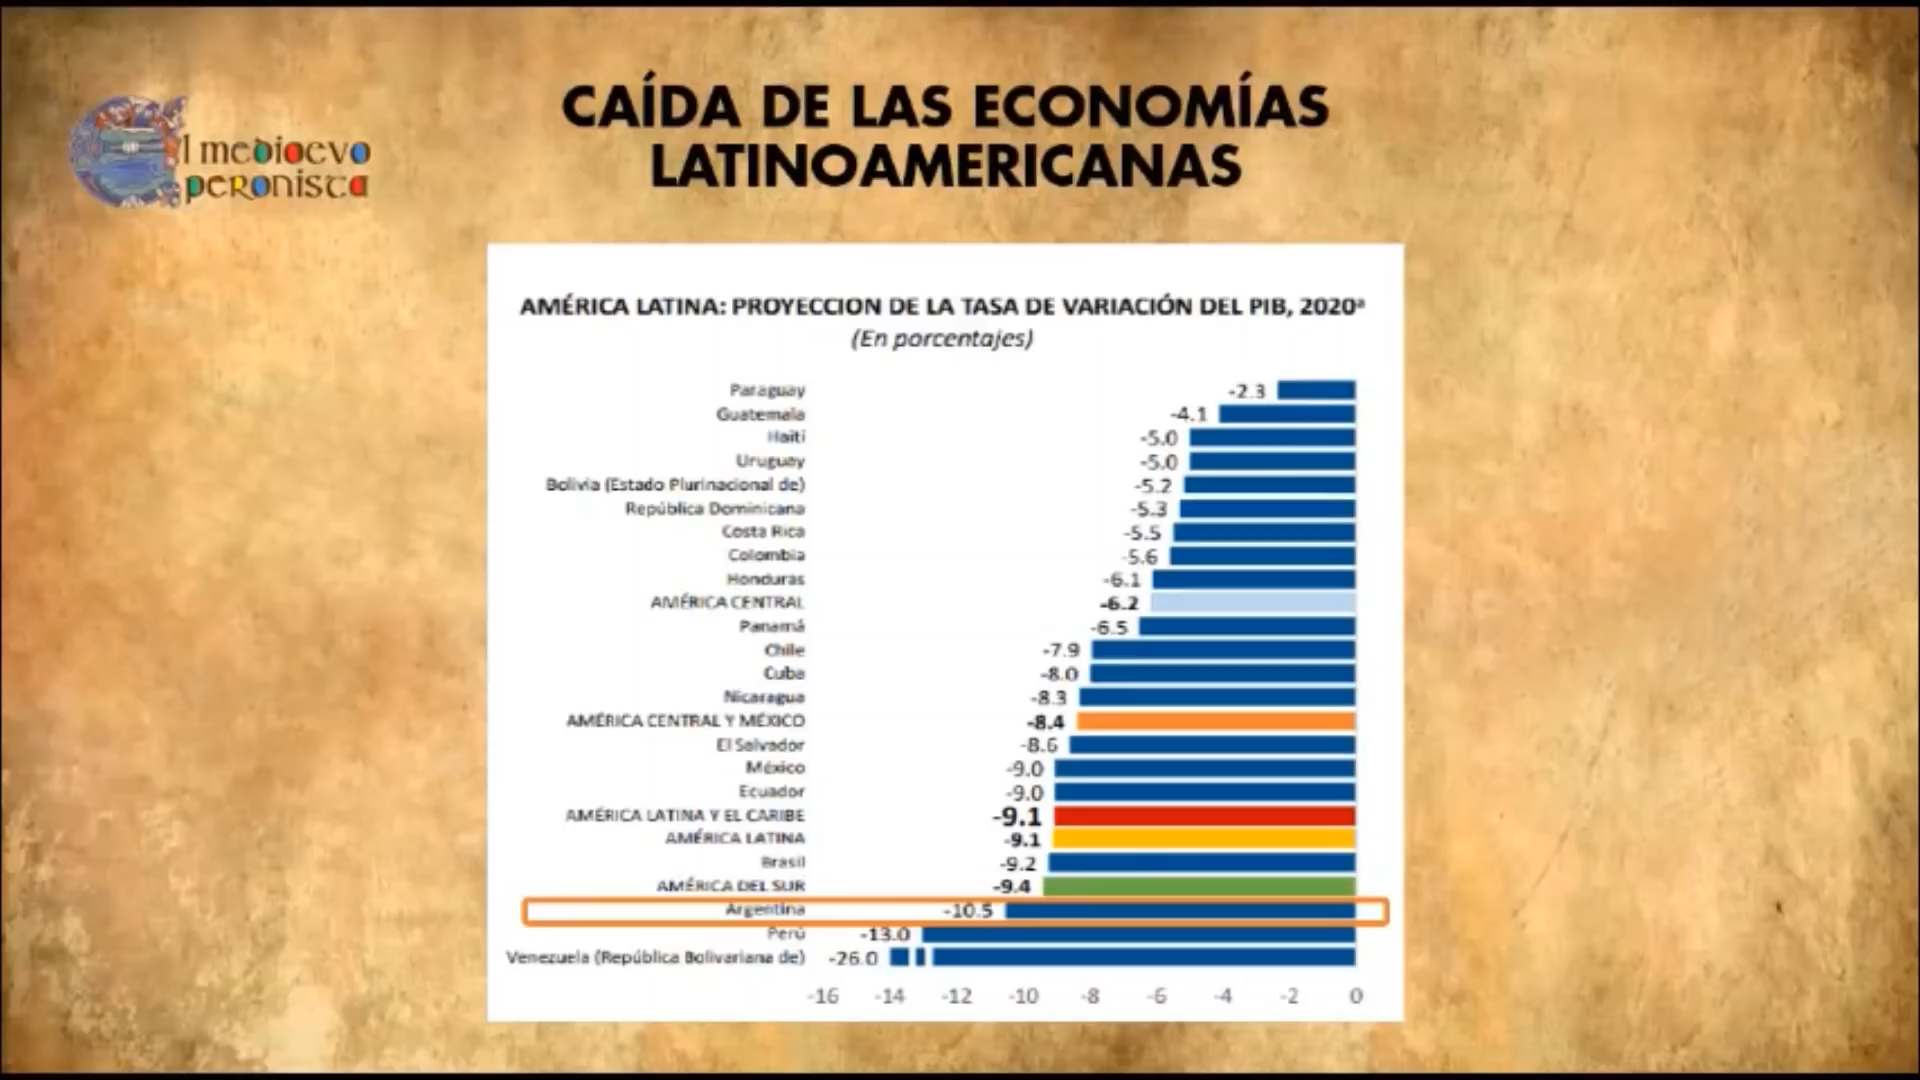 El medioevo
peronista
CAÍDA DE LAS ECONOMÍAS
LATINOAMERICANAS
AMÉRICA LATINA: PROYECCION DE LA TASA DE VARIACIÓN DEL PIB, 2020ª
(En porcentajes)
Paraguay -2.3
Guatemala -4.1
Haití -5.0
Uruguay -5.0
Bolivia (Estado Plurinacional de) -5.2
República Dominicana -5.3
Costa Rica -5.5
Colombia -5.6
Honduras -6.1
AMÉRICA CENTRAL -6.2
Panamá -6.5
Chile -7.9
Cuba -8.0
Nicaragua -8.3
AMÉRICA CENTRAL Y MÉXICO -8.4
El Salvador -8.6
México -9.0
Ecuador -9.0
AMÉRICA LATINA Y EL CARIBE -9.1
AMÉRICA LATINA -9.1
Brasil -9.2
AMÉRICA DEL SUR -9.4
Argentina -10.5
Perú -13.0
Venezuela (República Bolivariana de) -26.0
-16 -14 -12 -10 -8 -6 -4 -2 0